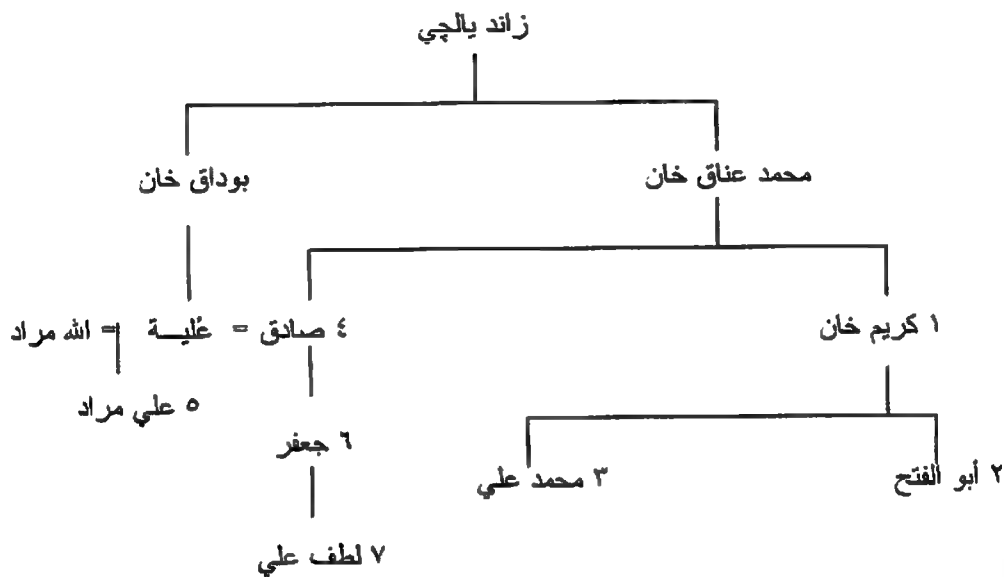 زاند يالچي
محمد عناق خان
بوداق خان
١ كريم خان
٤ صادق = عُليـــة = الله مراد
٥ علي مراد
٦ جعفر
٢ أبو الفتح
٣ محمد علي
٧ لطف علي